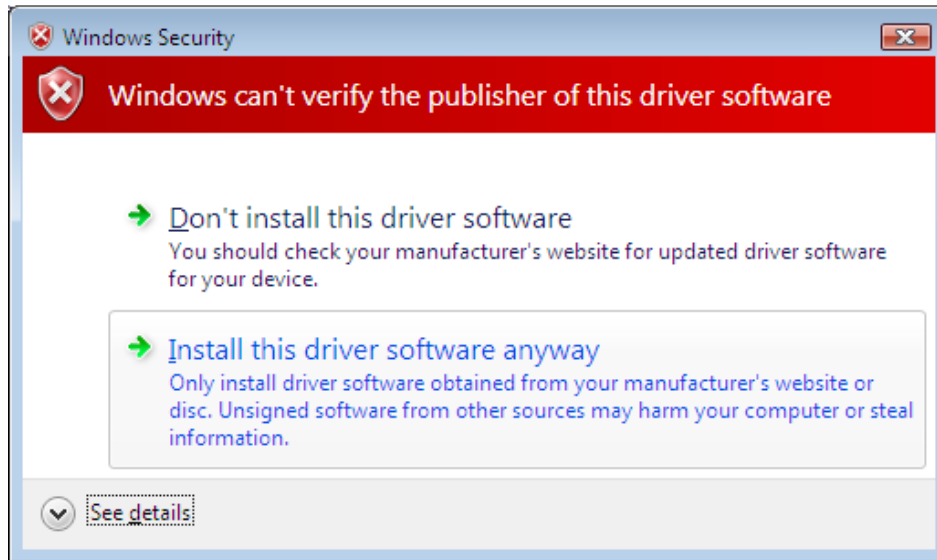 Windows Security
Windows can't verify the publisher of this driver software
Don't install this driver software
You should check your manufacturer's website for updated driver software
for your device.
Install this driver software anyway
Only install driver software obtained from your manufacturer's website or
disc. Unsigned software from other sources may harm your computer or steal
information.
See details